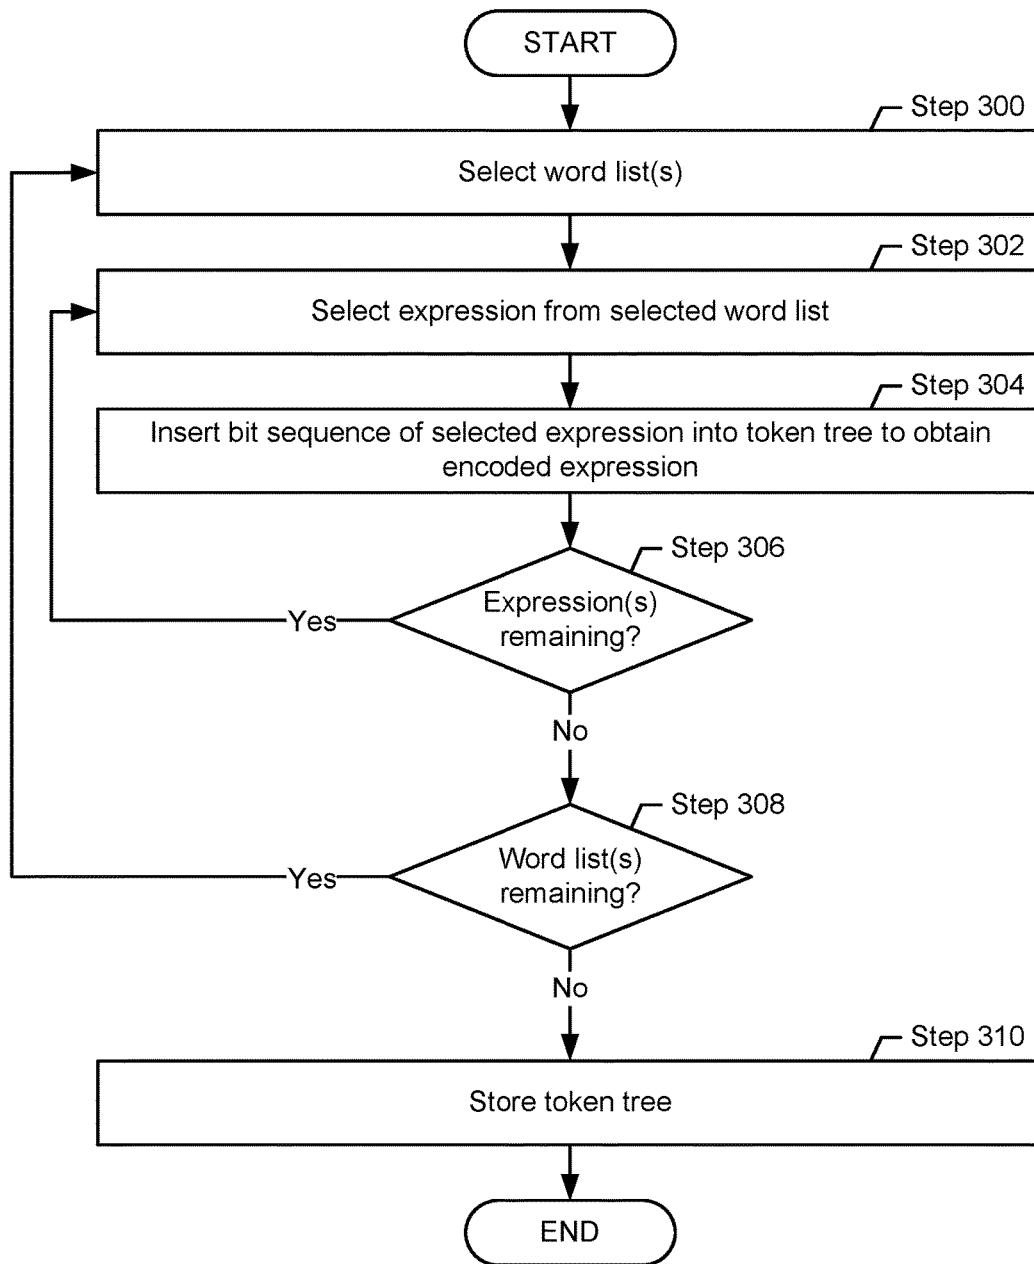 START
Step 300
Select word list(s)
Step 302
Select expression from selected word list
Step 304
Insert bit sequence of selected expression into token tree to obtain
encoded expression
Step 306
Expression(s)
remaining?
Yes
No
Step 308
Word list(s)
remaining?
Yes
No
Step 310
Store token tree
END